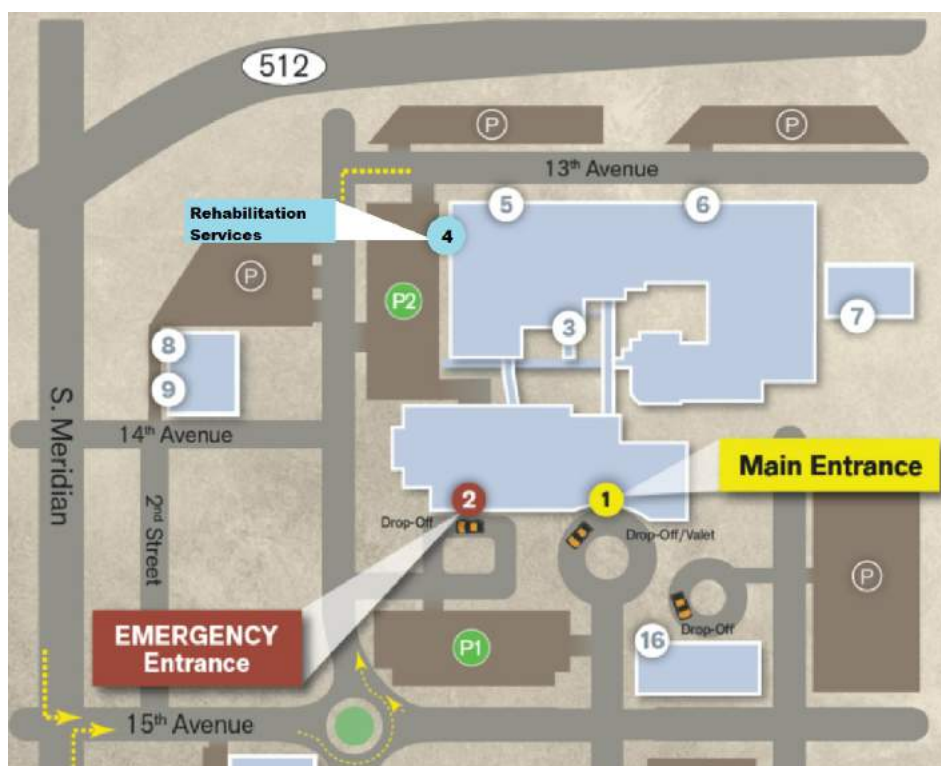 512
P
P
13th Avenue
Rehabilitation
Services
4
5
6
P
P2
3
7
8
9
S. Meridian
14th Avenue
2nd Street
Main Entrance
2
1
Drop-Off
Drop-Off/Valet
P
EMERGENCY
Entrance
P1
16
Drop-Off
15th Avenue